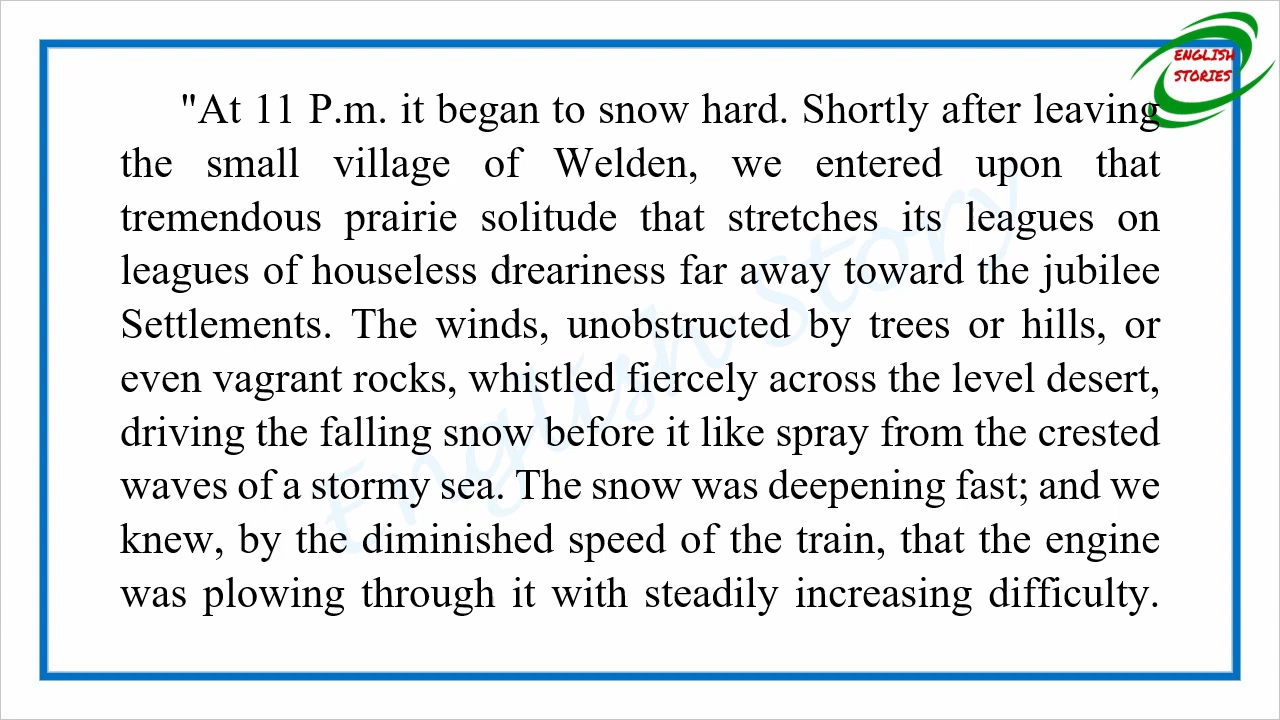 ENGLISH
STORIES
"At 11 P.m. it began to snow hard. Shortly after leaving
the small village of Welden, we entered upon that
tremendous prairie solitude that stretches its leagues on
leagues of houseless dreariness far away toward the jubilee
Settlements. The winds, unobstructed by trees or hills, or
even vagrant rocks, whistled fiercely across the level desert,
driving the falling snow before it like spray from the crested
waves of a stormy sea. The snow was deepening fast; and we
knew, by the diminished speed of the train, that the engine
was plowing through it with steadily increasing difficulty.
English Story